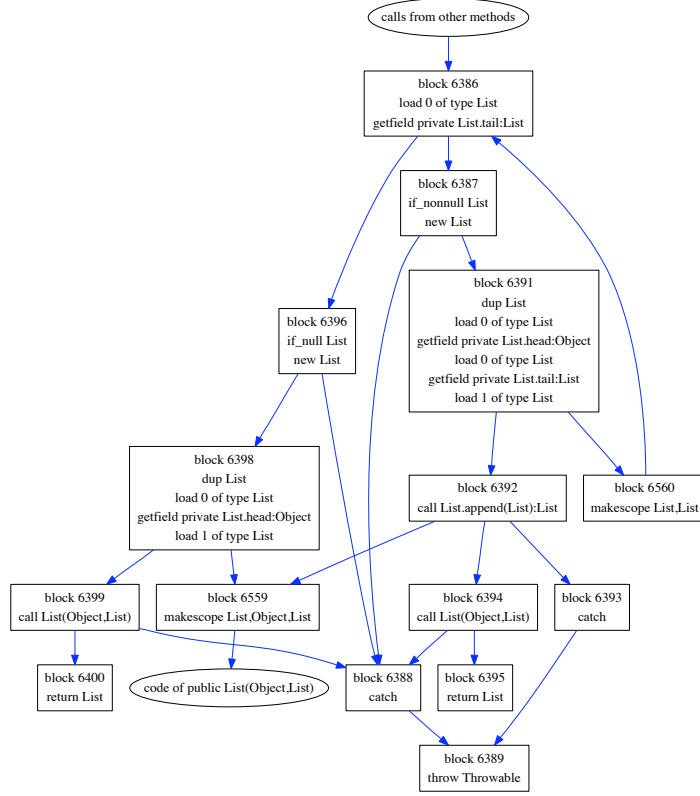 calls from other methods
block 6386
load 0 of type List
getfield private List.tail:List
block 6387
if_nonnull List
new List
block 6391
dup List
load 0 of type List
getfield private List.head:Object
load 0 of type List
getfield private List.tail:List
load 1 of type List
block 6396
if_null List
new List
block 6398
dup List
load 0 of type List
getfield private List.head:Object
load 1 of type List
block 6392
call List.append(List):List
block 6560
makescope List,List
block 6399
call List(Object,List)
block 6559
makescope List,Object,List
block 6394
call List(Object,List)
block 6393
catch
block 6400
return List
code of public List(Object,List)
block 6388
catch
block 6395
return List
block 6389
throw Throwable